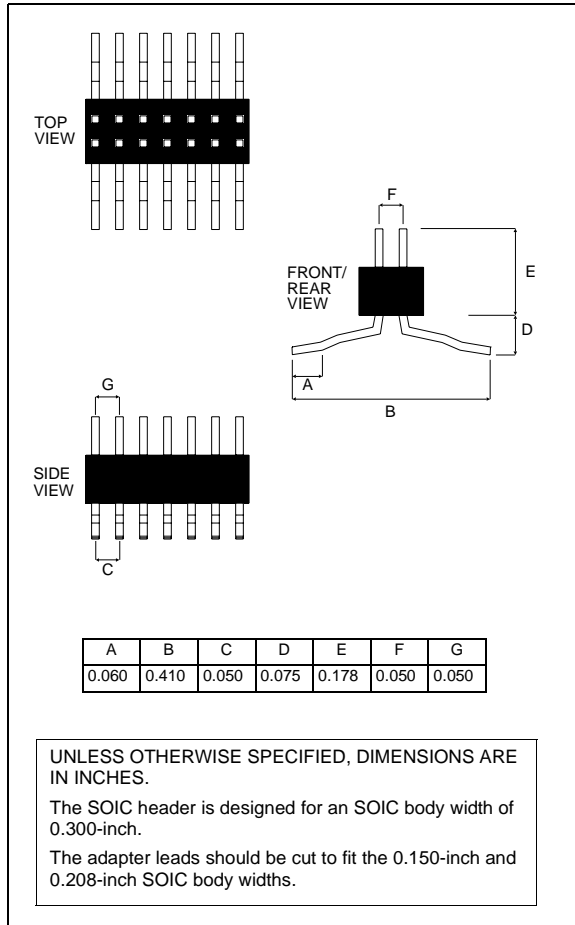 TOP
VIEW
F
FRONT/
REAR
VIEW
E
D
A
B
G
SIDE
VIEW
C
A B C D E F G
0.060 0.410 0.050 0.075 0.178 0.050 0.050
UNLESS OTHERWISE SPECIFIED, DIMENSIONS ARE
IN INCHES.
The SOIC header is designed for an SOIC body width of
0.300-inch.
The adapter leads should be cut to fit the 0.150-inch and
0.208-inch SOIC body widths.